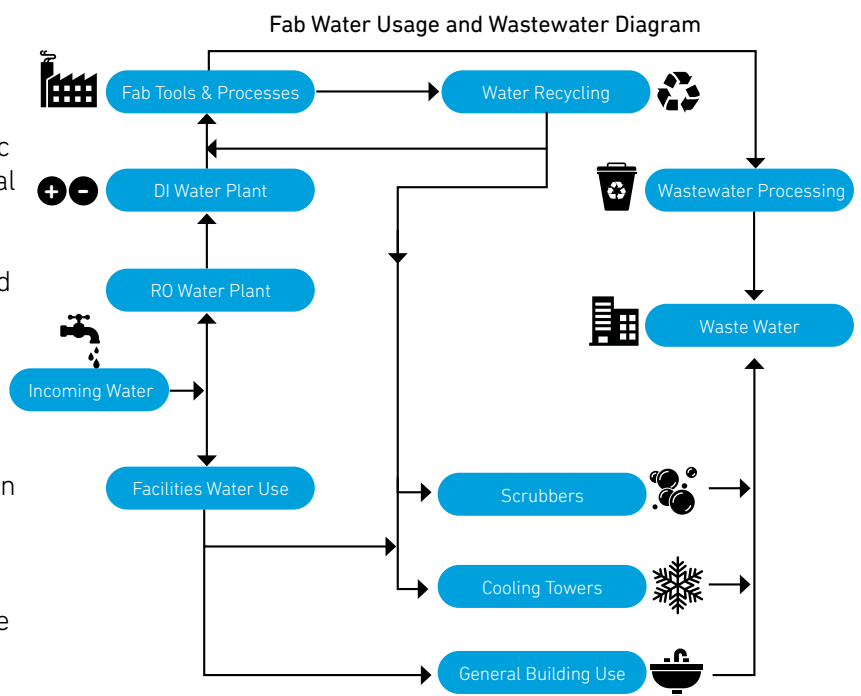 Fab Water Usage and Wastewater Diagram
Fab Tools & Processes
Water Recycling
c
al
DI Water Plant
Wastewater Processing
d
RO Water Plant
Waste Water
Incoming Water
n
Facilities Water Use
Scrubbers
Cooling Towers
e
General Building Use